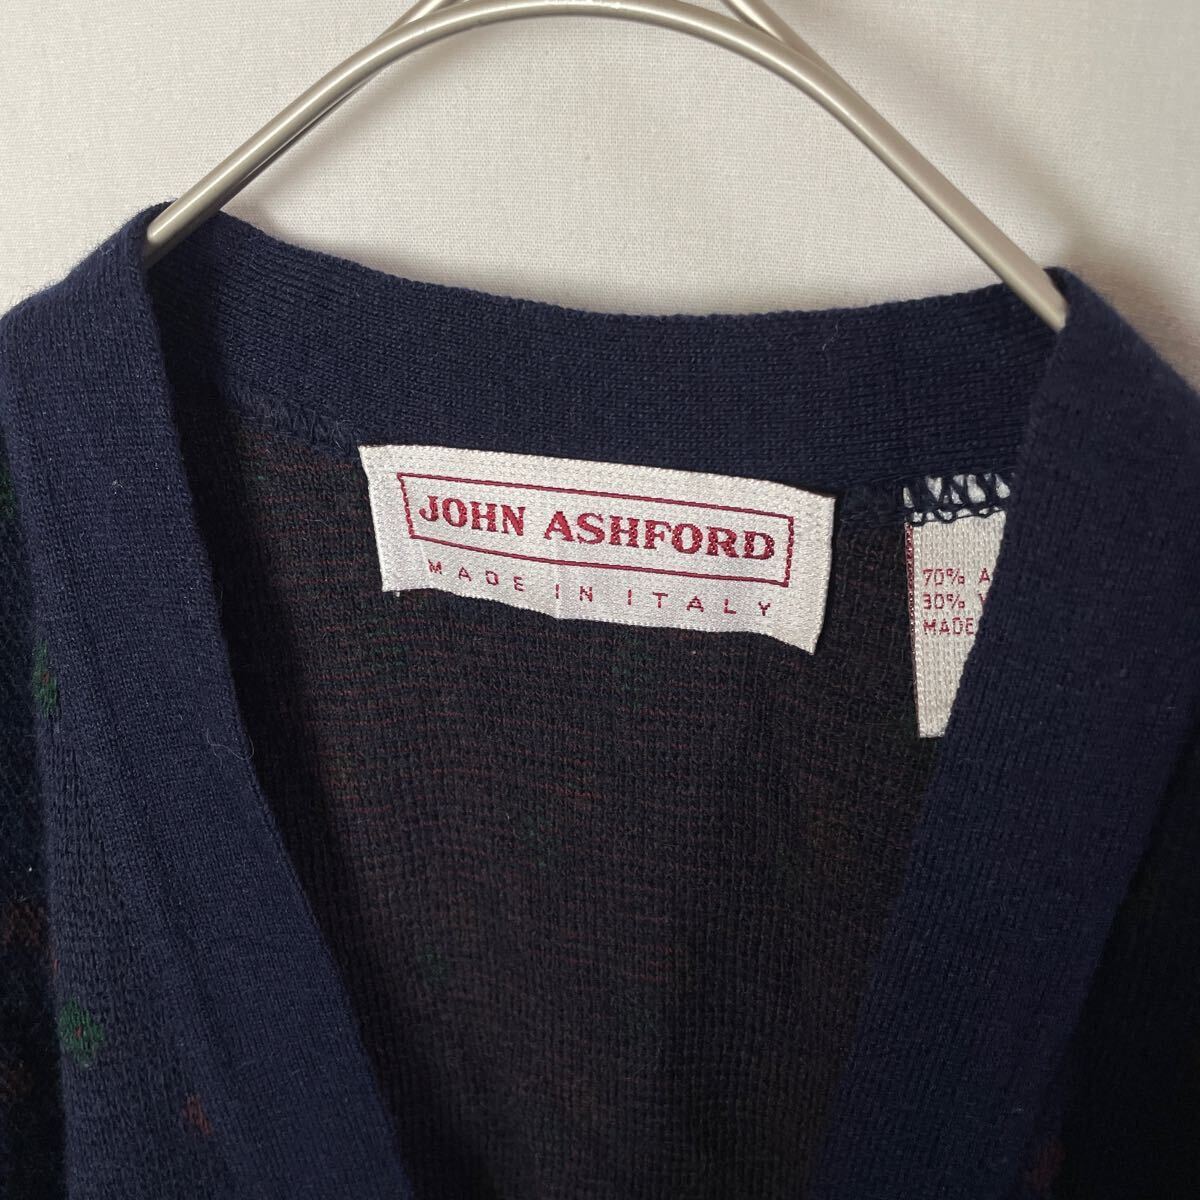 JOHN ASHFORD
MADE IN ITALY
70% A
30% 
MADE